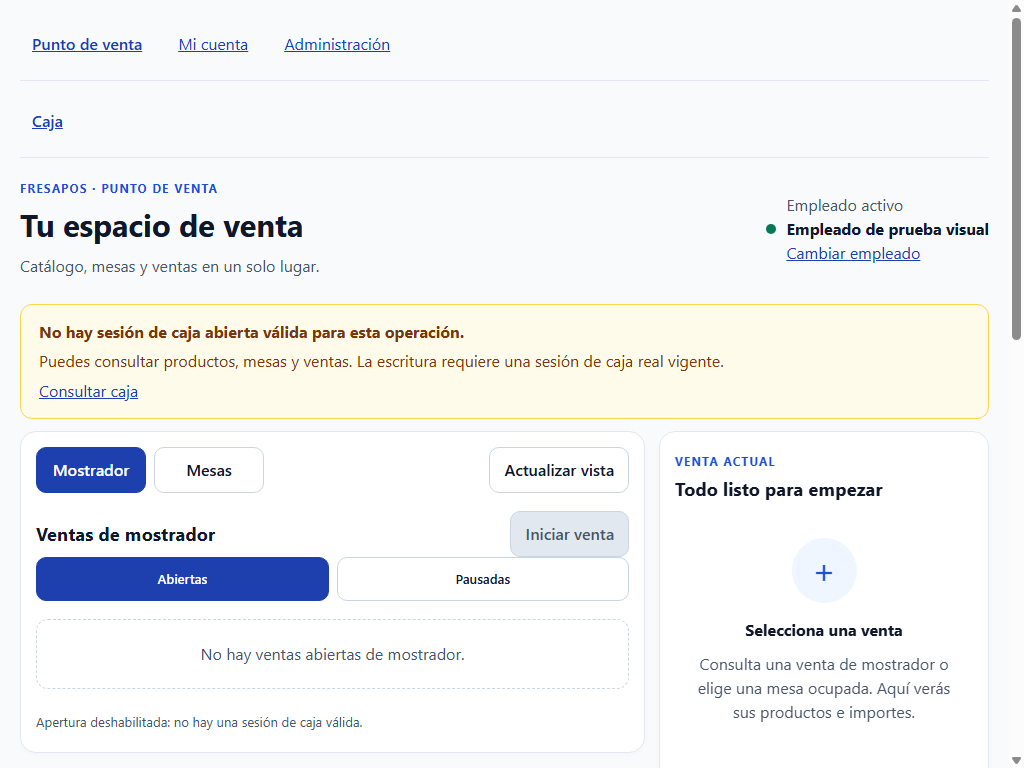 Punto de venta
Mi cuenta
Administración
Caja
FRESAPOS · PUNTO DE VENTA
Tu espacio de venta
Catálogo, mesas y ventas en un solo lugar.
Empleado activo
Empleado de prueba visual
Cambiar empleado
No hay sesión de caja abierta válida para esta operación.
Puedes consultar productos, mesas y ventas. La escritura requiere una sesión de caja real vigente.
Consultar caja
Mostrador
Mesas
Actualizar vista
Ventas de mostrador
Iniciar venta
Abiertas
Pausadas
No hay ventas abiertas de mostrador.
Apertura deshabilitada: no hay una sesión de caja válida.
VENTA ACTUAL
Todo listo para empezar
+
Selecciona una venta
Consulta una venta de mostrador o
elige una mesa ocupada. Aquí verás
sus productos e importes.